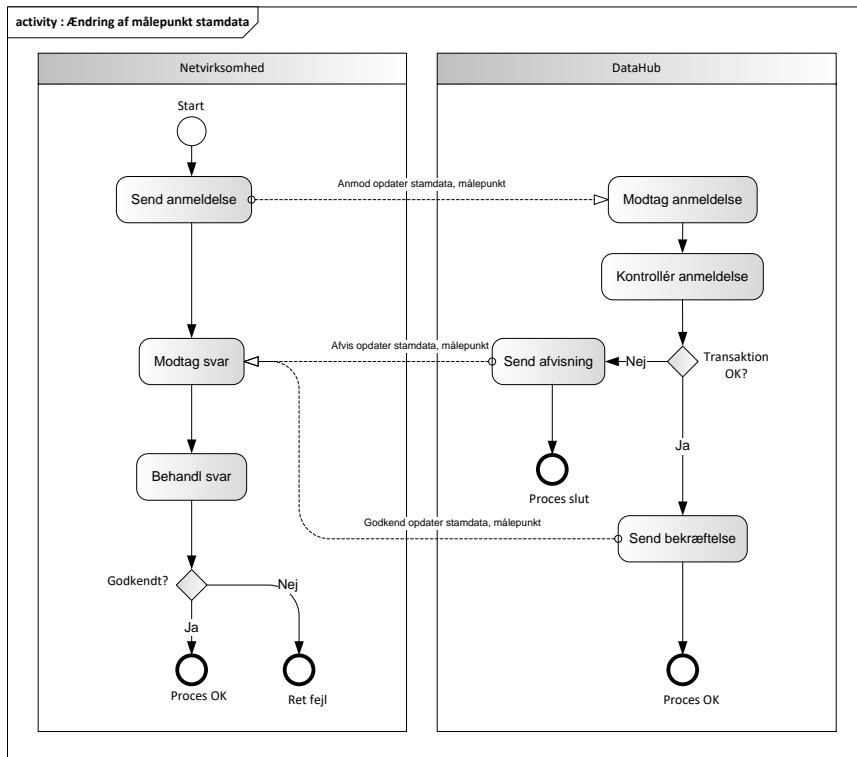 activity : Ændring af målepunkt stamdata
Netvirksomhed
DataHub
Start
Send anmeldelse
Anmod opdater stamdata, målepunkt
Modtag anmeldelse
Kontrollér anmeldelse
Modtag svar
Afvis opdater stamdata, målepunkt
Send afvisning
Nej
Transaktion
OK?
Ja
Behandl svar
Proces slut
Godkend opdater stamdata, målepunkt
Send bekræftelse
Godkendt?
Nej
Ja
Proces OK
Ret fejl
Proces OK